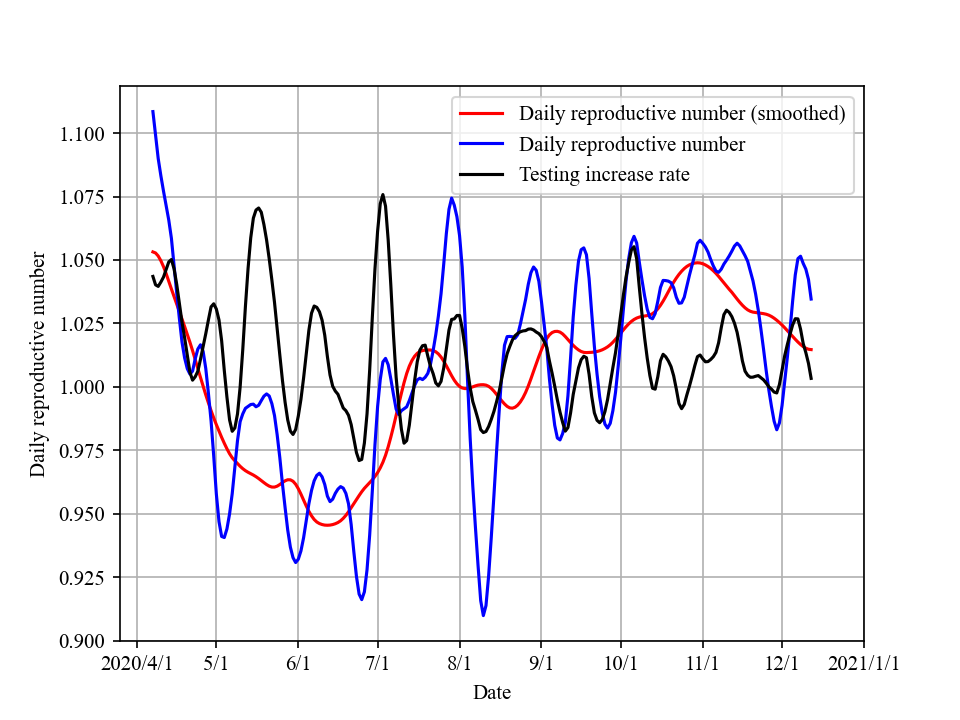 Daily reproductive number (smoothed)
Daily reproductive number
Testing increase rate
1.100
1.075
1.050
1.025
1.000
0.975
0.950
0.925
0.900
Daily reproductive number
2020/4/1 5/1 6/1 7/1 8/1 9/1 10/1 11/1 12/1 2021/1/1
Date